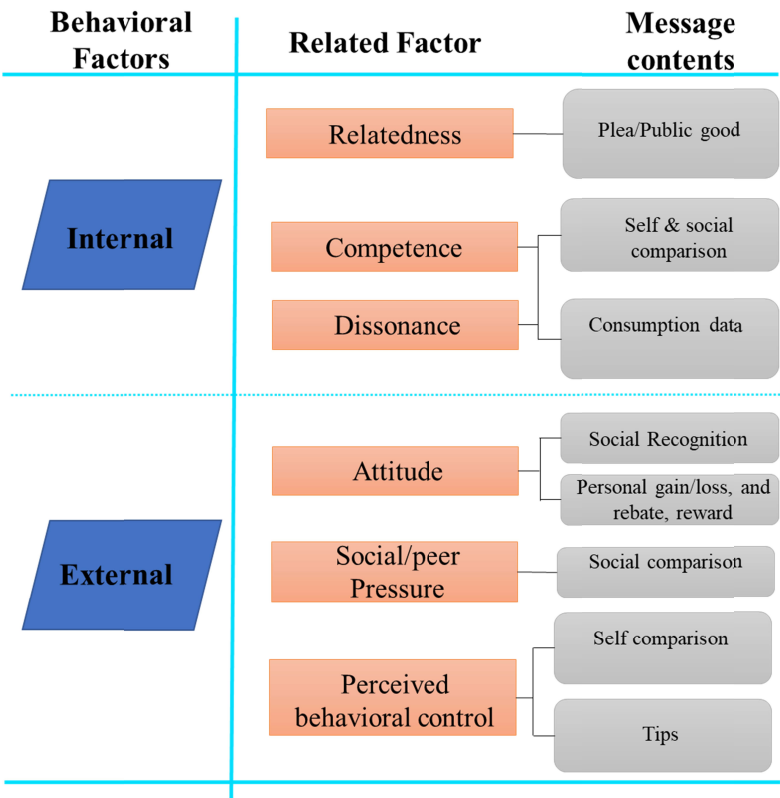 Behavioral
Factors
Related Factor
Message
contents
Internal
Relatedness
Plea/Public good
Competence
Self & social
comparison
Dissonance
Consumption data
External
Attitude
Social Recognition
Personal gain/loss, and
rebate, reward
Social/peer
Pressure
Social comparison
Perceived
behavioral control
Self comparison
Tips